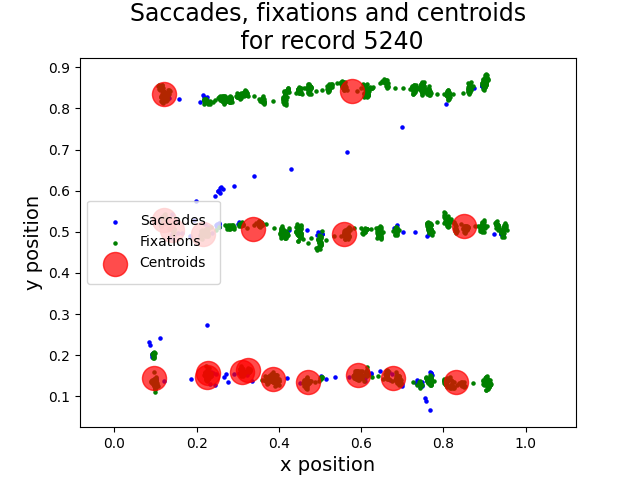 Saccades, fixations and centroids
for record 5240
0.9
0.8
0.7
0.6
0.5
0.4
0.3
0.2
0.1
y position
Saccades
Fixations
Centroids
0.0
0.2
0.4
0.6
0.8
1.0
x position